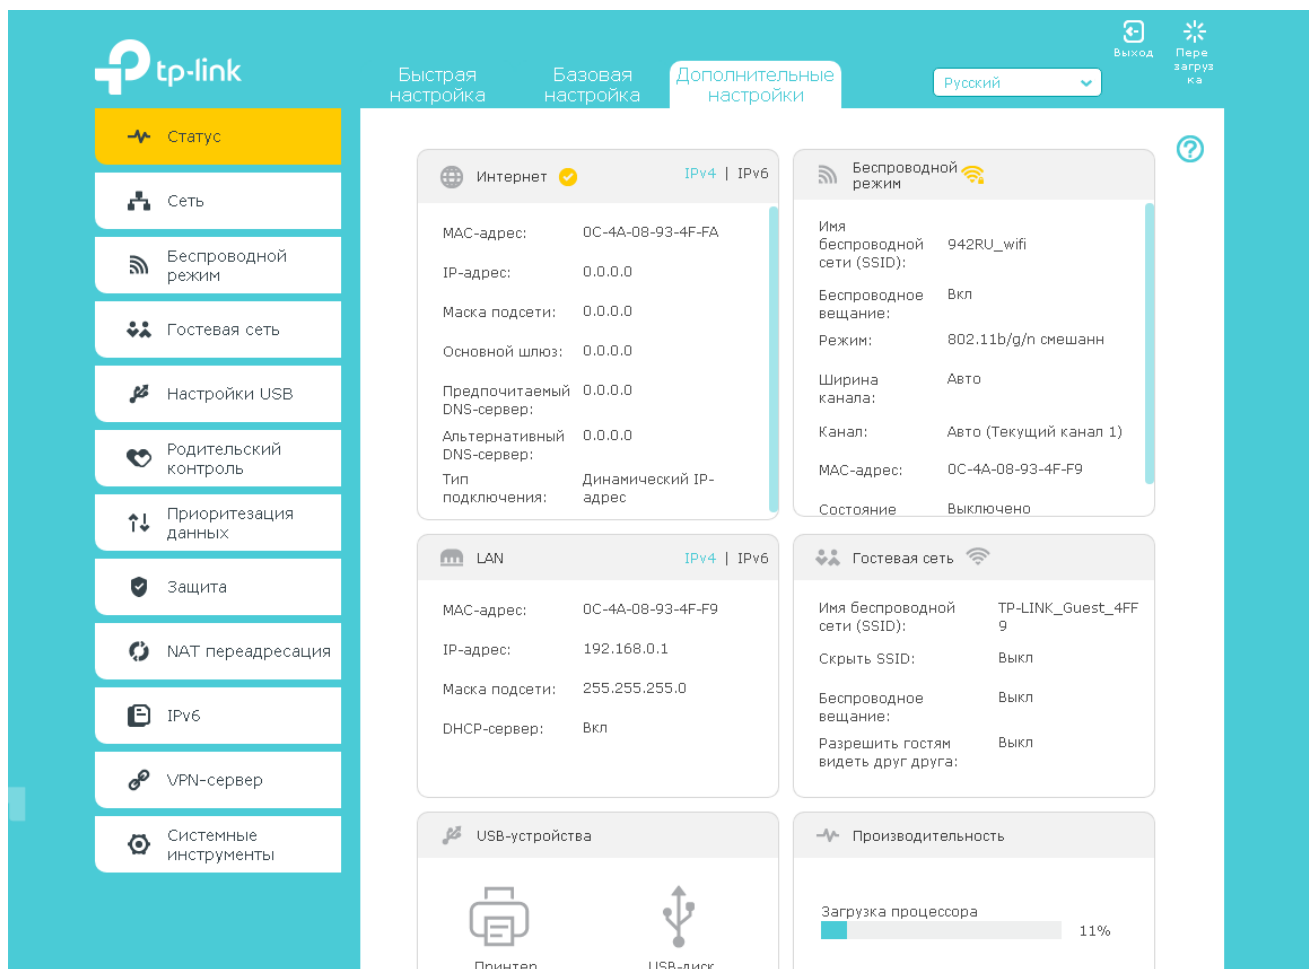 tp-link
Быстрая
настройка
Базовая
настройка
Дополнительные
настройки
Русский
Выход
Пере
загруз
ка
Статус
Сеть
Беспроводной
режим
Гостевая сеть
Настройки USB
Родительский
контроль
Приоритезация
данных
Защита
NAT переадресация
IPv6
VPN-сервер
Системные
инструменты
Интернет
IPv4 | IPv6
MAC-адрес: 0C-4A-08-93-4F-FA
IP-адрес: 0.0.0.0
Маска подсети: 0.0.0.0
Основной шлюз: 0.0.0.0
Предпочитаемый 0.0.0.0
DNS-сервер:
Альтернативный 0.0.0.0
DNS-сервер:
Тип Динамический IP-
подключения: адрес
Беспроводной
режим
Имя
беспроводной 942RU_wifi
сети (SSID):
Беспроводное Вкл
вещание:
Режим: 802.11b/g/n смешанн
Ширина Авто
канала:
Канал: Авто (Текущий канал 1)
MAC-адрес: 0C-4A-08-93-4F-F9
Состояние Выключено
LAN
IPv4 | IPv6
MAC-адрес: 0C-4A-08-93-4F-F9
IP-адрес: 192.168.0.1
Маска подсети: 255.255.255.0
DHCP-сервер: Вкл
Гостевая сеть
Имя беспроводной TP-LINK_Guest_4FF
сети (SSID): 9
Скрыть SSID: Выкл
Беспроводное Выкл
вещание:
Разрешить гостям Выкл
видеть друг друга:
USB-устройства
Принтер
USB-диск
Производительность
Загрузка процессора
11%